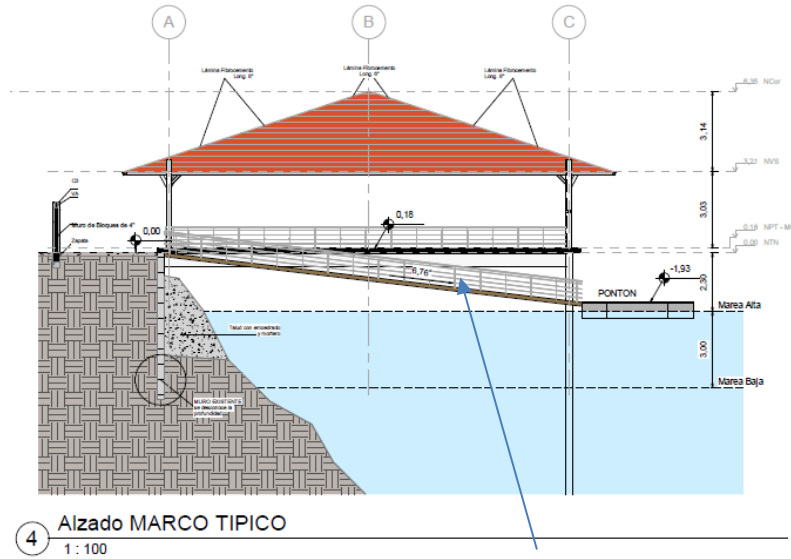 A
B
C
Lámina Fibrocemento
Long. 8"
Lámina Fibrocemento
Long. 8"
Lámina Fibrocemento
Long. 8"
3,14
3,21 NVS
3,03
VA
Muro de Bloques de 4"
Zapata
0,00
0,18
0,18 NPT - M
0,00 NTN
6,76°
-1,93
PONTON
2,30
Marea Alta
Talud con enrocado
y mortero
3,00
Marea Baja
MURO EXISTENTE
se desconoce la
profundidad
4
Alzado MARCO TIPICO
1 : 100